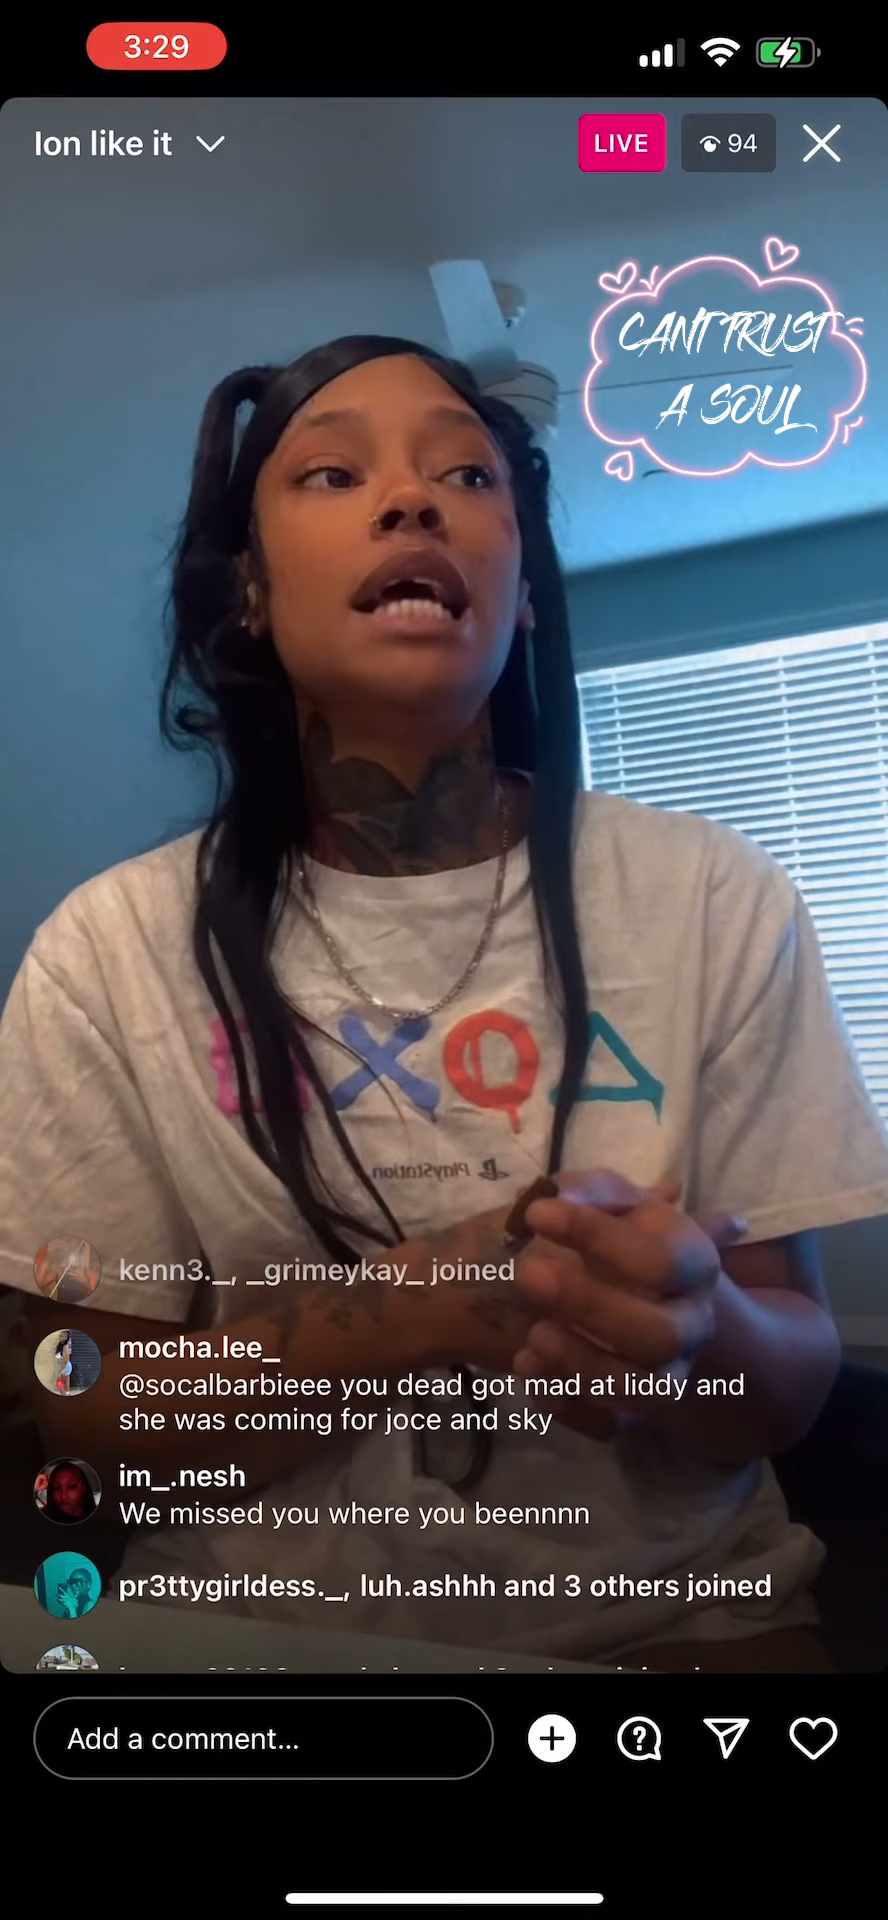 3:29
Ion like it
LIVE
94
CANT TRUST
A SOUL
PlayStation
kenn3._, _grimeykay_ joined
mocha.lee_
@socalbarbieee you dead got mad at liddy and
she was coming for joce and sky
im_.nesh
We missed you where you beennnn
pr3ttygirldess._, luh.ashhh and 3 others joined
Add a comment...